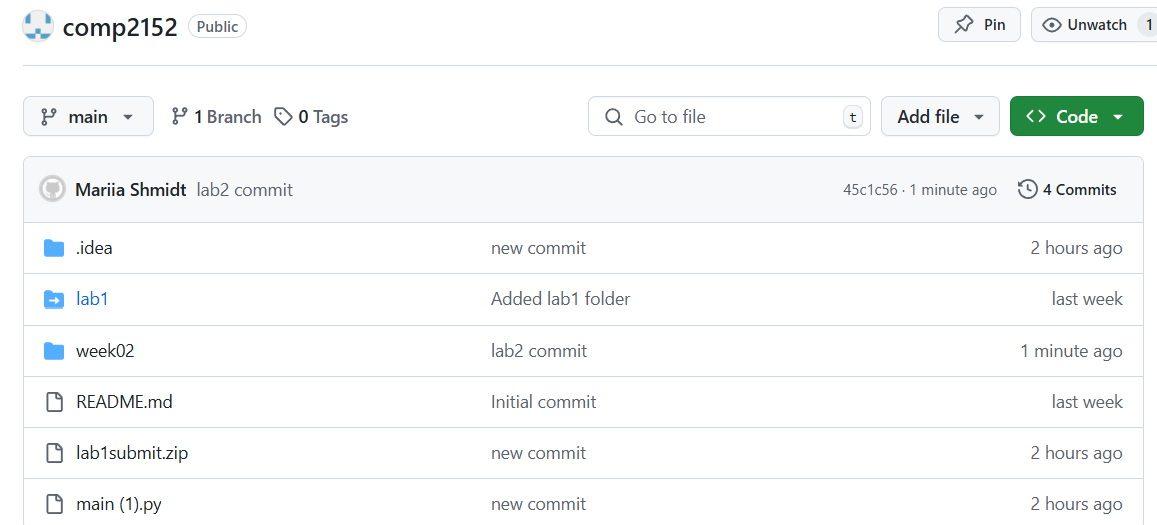 comp2152 Public Pin Unwatch 1
main 1 Branch 0 Tags Go to file t Add file Code
Mariia Shmidt lab2 commit 45c1c56 · 1 minute ago 4 Commits
.idea new commit 2 hours ago
lab1 Added lab1 folder last week
week02 lab2 commit 1 minute ago
README.md Initial commit last week
lab1submit.zip new commit 2 hours ago
main (1).py new commit 2 hours ago